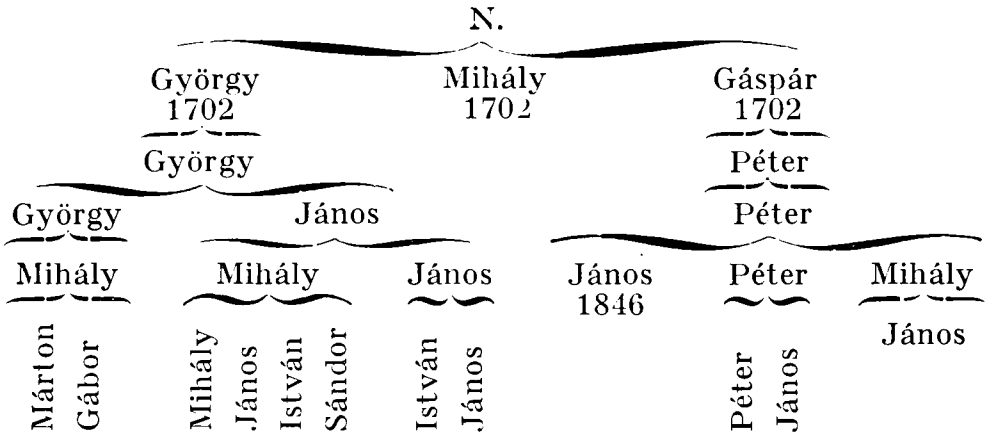 N.
György Mihály Gáspár
1702 1702 1702
György Péter
György János Péter
Mihály Mihály János János Péter Mihály
1846
János
Márton Gábor Mihály János István Sándor István János Péter János